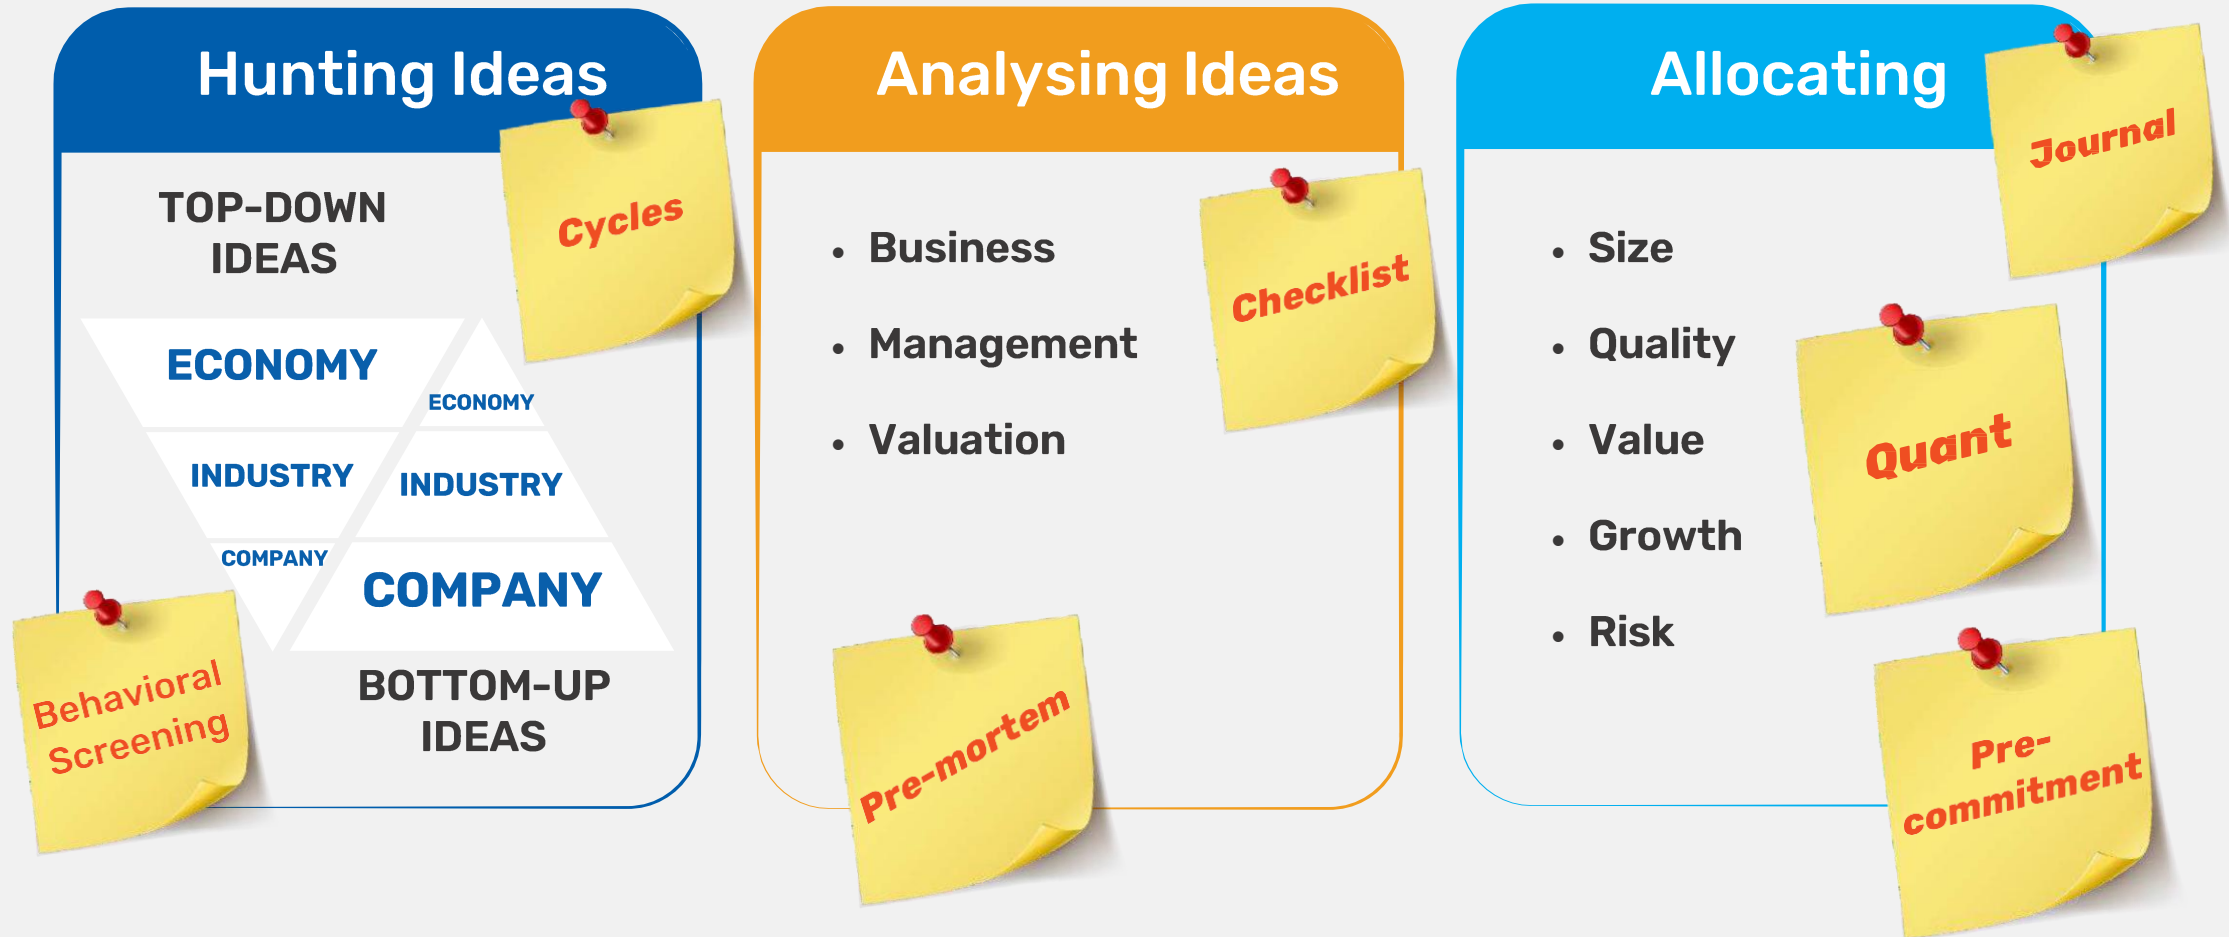 Hunting Ideas
Cycles
TOP-DOWN
IDEAS
ECONOMY
INDUSTRY
COMPANY
ECONOMY
INDUSTRY
COMPANY
BOTTOM-UP
IDEAS
Behavioral
Screening
Analysing Ideas
• Business
• Management
• Valuation
Checklist
Pre-mortem
Allocating
Journal
• Size
• Quality
• Value
• Growth
• Risk
Quant
Pre-
commitment